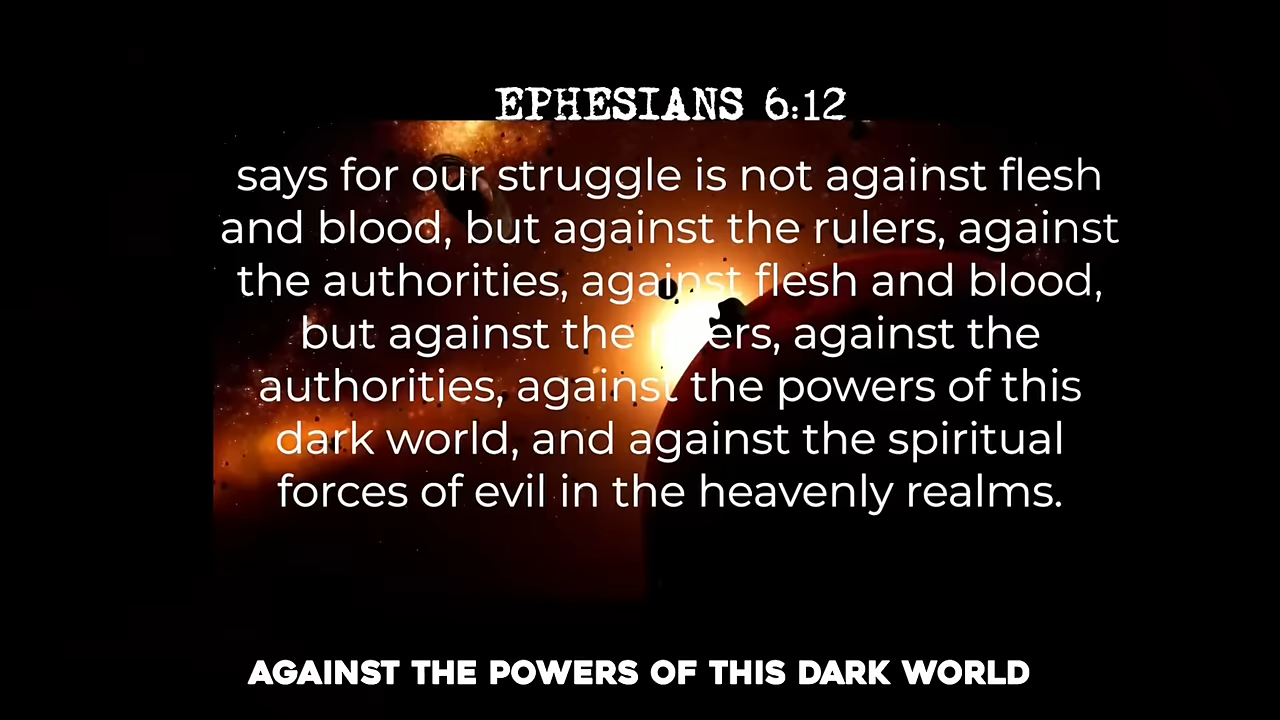 EPHESIANS 6:12
says for our struggle is not against flesh
and blood, but against the rulers, against
the authorities, against flesh and blood,
but against the rulers, against the
authorities, against the powers of this
dark world, and against the spiritual
forces of evil in the heavenly realms.
AGAINST THE POWERS OF THIS DARK WORLD